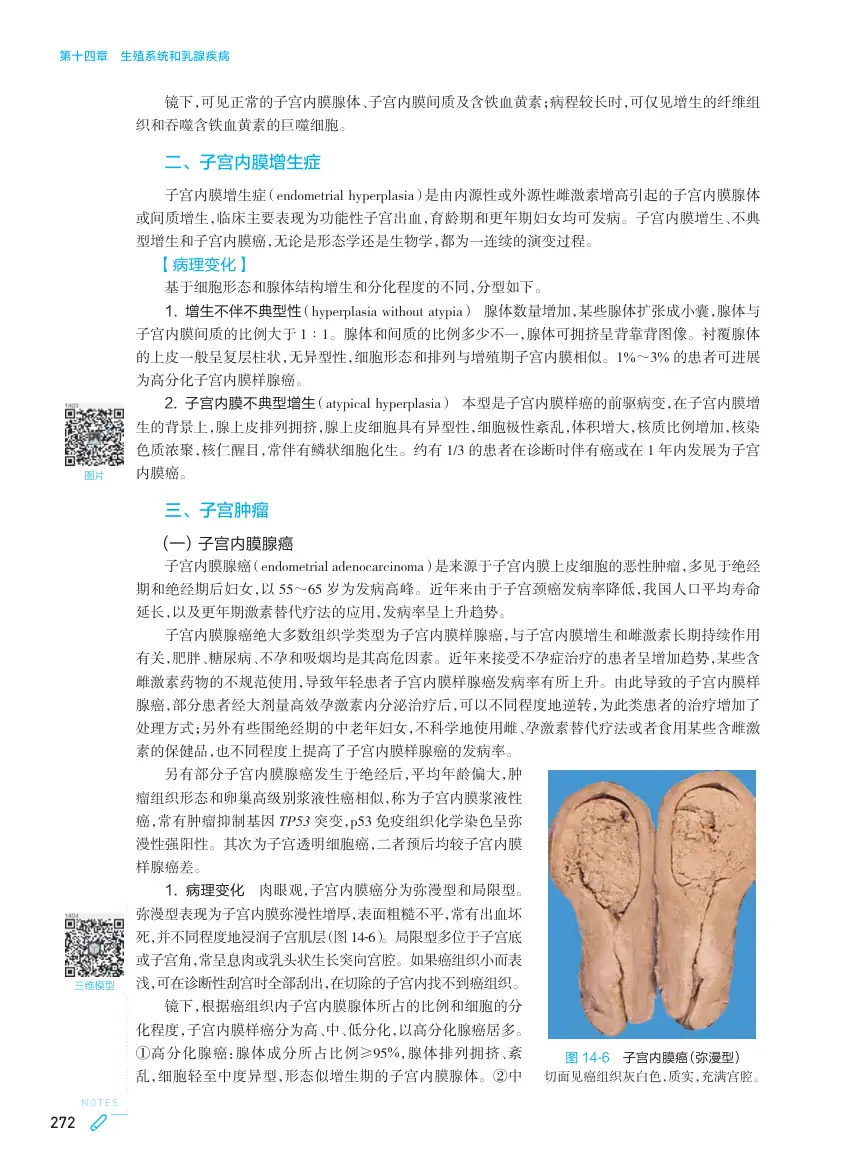 第十四章 生殖系统和乳腺疾病
镜下,可见正常的子宫内膜腺体、子宫内膜间质及含铁血黄素;病程较长时,可仅见增生的纤维组
织和吞噬含铁血黄素的巨噬细胞。
二、子宫内膜增生症
子宫内膜增生症(endometrial hyperplasia)是由内源性或外源性雌激素增高引起的子宫内膜腺体
或间质增生,临床主要表现为功能性子宫出血,育龄期和更年期妇女均可发病。子宫内膜增生、不典
型增生和子宫内膜癌,无论是形态学还是生物学,都为一连续的演变过程。
【病理变化】
基于细胞形态和腺体结构增生和分化程度的不同,分型如下。
1. 增生不伴不典型性(hyperplasia without atypia) 腺体数量增加,某些腺体扩张成小囊,腺体与
子宫内膜间质的比例大于 1∶1。腺体和间质的比例多少不一,腺体可拥挤呈背靠背图像。衬覆腺体
的上皮一般呈复层柱状,无异型性,细胞形态和排列与增殖期子宫内膜相似。1%~3% 的患者可进展
为高分化子宫内膜样腺癌。
2. 子宫内膜不典型增生(atypical hyperplasia) 本型是子宫内膜样癌的前驱病变,在子宫内膜增
生的背景上,腺上皮排列拥挤,腺上皮细胞具有异型性,细胞极性紊乱,体积增大,核质比例增加,核染
色质浓聚,核仁醒目,常伴有鳞状细胞化生。约有 1/3 的患者在诊断时伴有癌或在 1 年内发展为子宫
内膜癌。
1403
图片
三、子宫肿瘤
(一)子宫内膜腺癌
子宫内膜腺癌(endometrial adenocarcinoma)是来源于子宫内膜上皮细胞的恶性肿瘤,多见于绝经
期和绝经期后妇女,以 55~65 岁为发病高峰。近年来由于子宫颈癌发病率降低,我国人口平均寿命
延长,以及更年期激素替代疗法的应用,发病率呈上升趋势。
子宫内膜腺癌绝大多数组织学类型为子宫内膜样腺癌,与子宫内膜增生和雌激素长期持续作用
有关,肥胖、糖尿病、不孕和吸烟均是其高危因素。近年来接受不孕症治疗的患者呈增加趋势,某些含
雌激素药物的不规范使用,导致年轻患者子宫内膜样腺癌发病率有所上升。由此导致的子宫内膜样
腺癌,部分患者经大剂量高效孕激素内分泌治疗后,可以不同程度地逆转,为此类患者的治疗增加了
处理方式;另外有些围绝经期的中老年妇女,不科学地使用雌、孕激素替代疗法或者食用某些含雌激
素的保健品,也不同程度上提高了子宫内膜样腺癌的发病率。
另有部分子宫内膜腺癌发生于绝经后,平均年龄偏大,肿
瘤组织形态和卵巢高级别浆液性癌相似,称为子宫内膜浆液性
癌,常有肿瘤抑制基因 TP53 突变,p53 免疫组织化学染色呈弥
漫性强阳性。其次为子宫透明细胞癌,二者预后均较子宫内膜
样腺癌差。
1. 病理变化 肉眼观,子宫内膜癌分为弥漫型和局限型。
弥漫型表现为子宫内膜弥漫性增厚,表面粗糙不平,常有出血坏
死,并不同程度地浸润子宫肌层(图 14-6)。局限型多位于子宫底
或子宫角,常呈息肉或乳头状生长突向宫腔。如果癌组织小而表
浅,可在诊断性刮宫时全部刮出,在切除的子宫内找不到癌组织。
1404
三维模型
镜下,根据癌组织内子宫内膜腺体所占的比例和细胞的分
化程度,子宫内膜样癌分为高、中、低分化,以高分化腺癌居多。
①高分化腺癌:腺体成分所占比例≥95%,腺体排列拥挤、紊
乱,细胞轻至中度异型,形态似增生期的子宫内膜腺体。②中
图 14-6 子宫内膜癌(弥漫型)
切面见癌组织灰白色,质实,充满宫腔。
NOTES
272